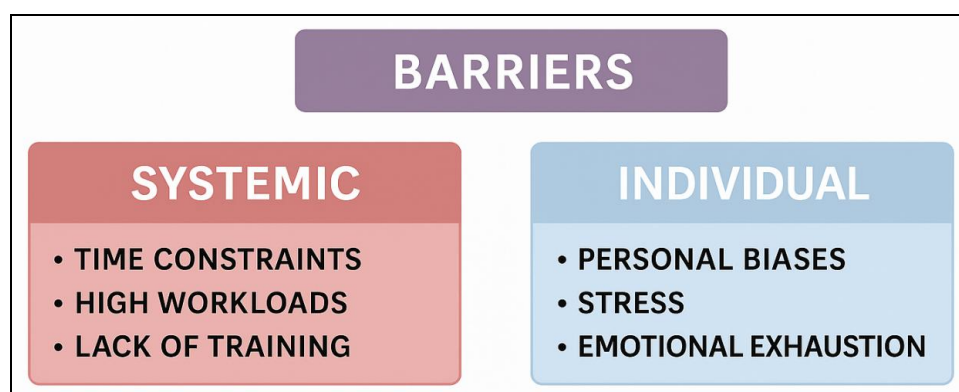 BARRIERS
SYSTEMIC
• TIME CONSTRAINTS
• HIGH WORKLOADS
• LACK OF TRAINING
INDIVIDUAL
• PERSONAL BIASES
• STRESS
• EMOTIONAL EXHAUSTION